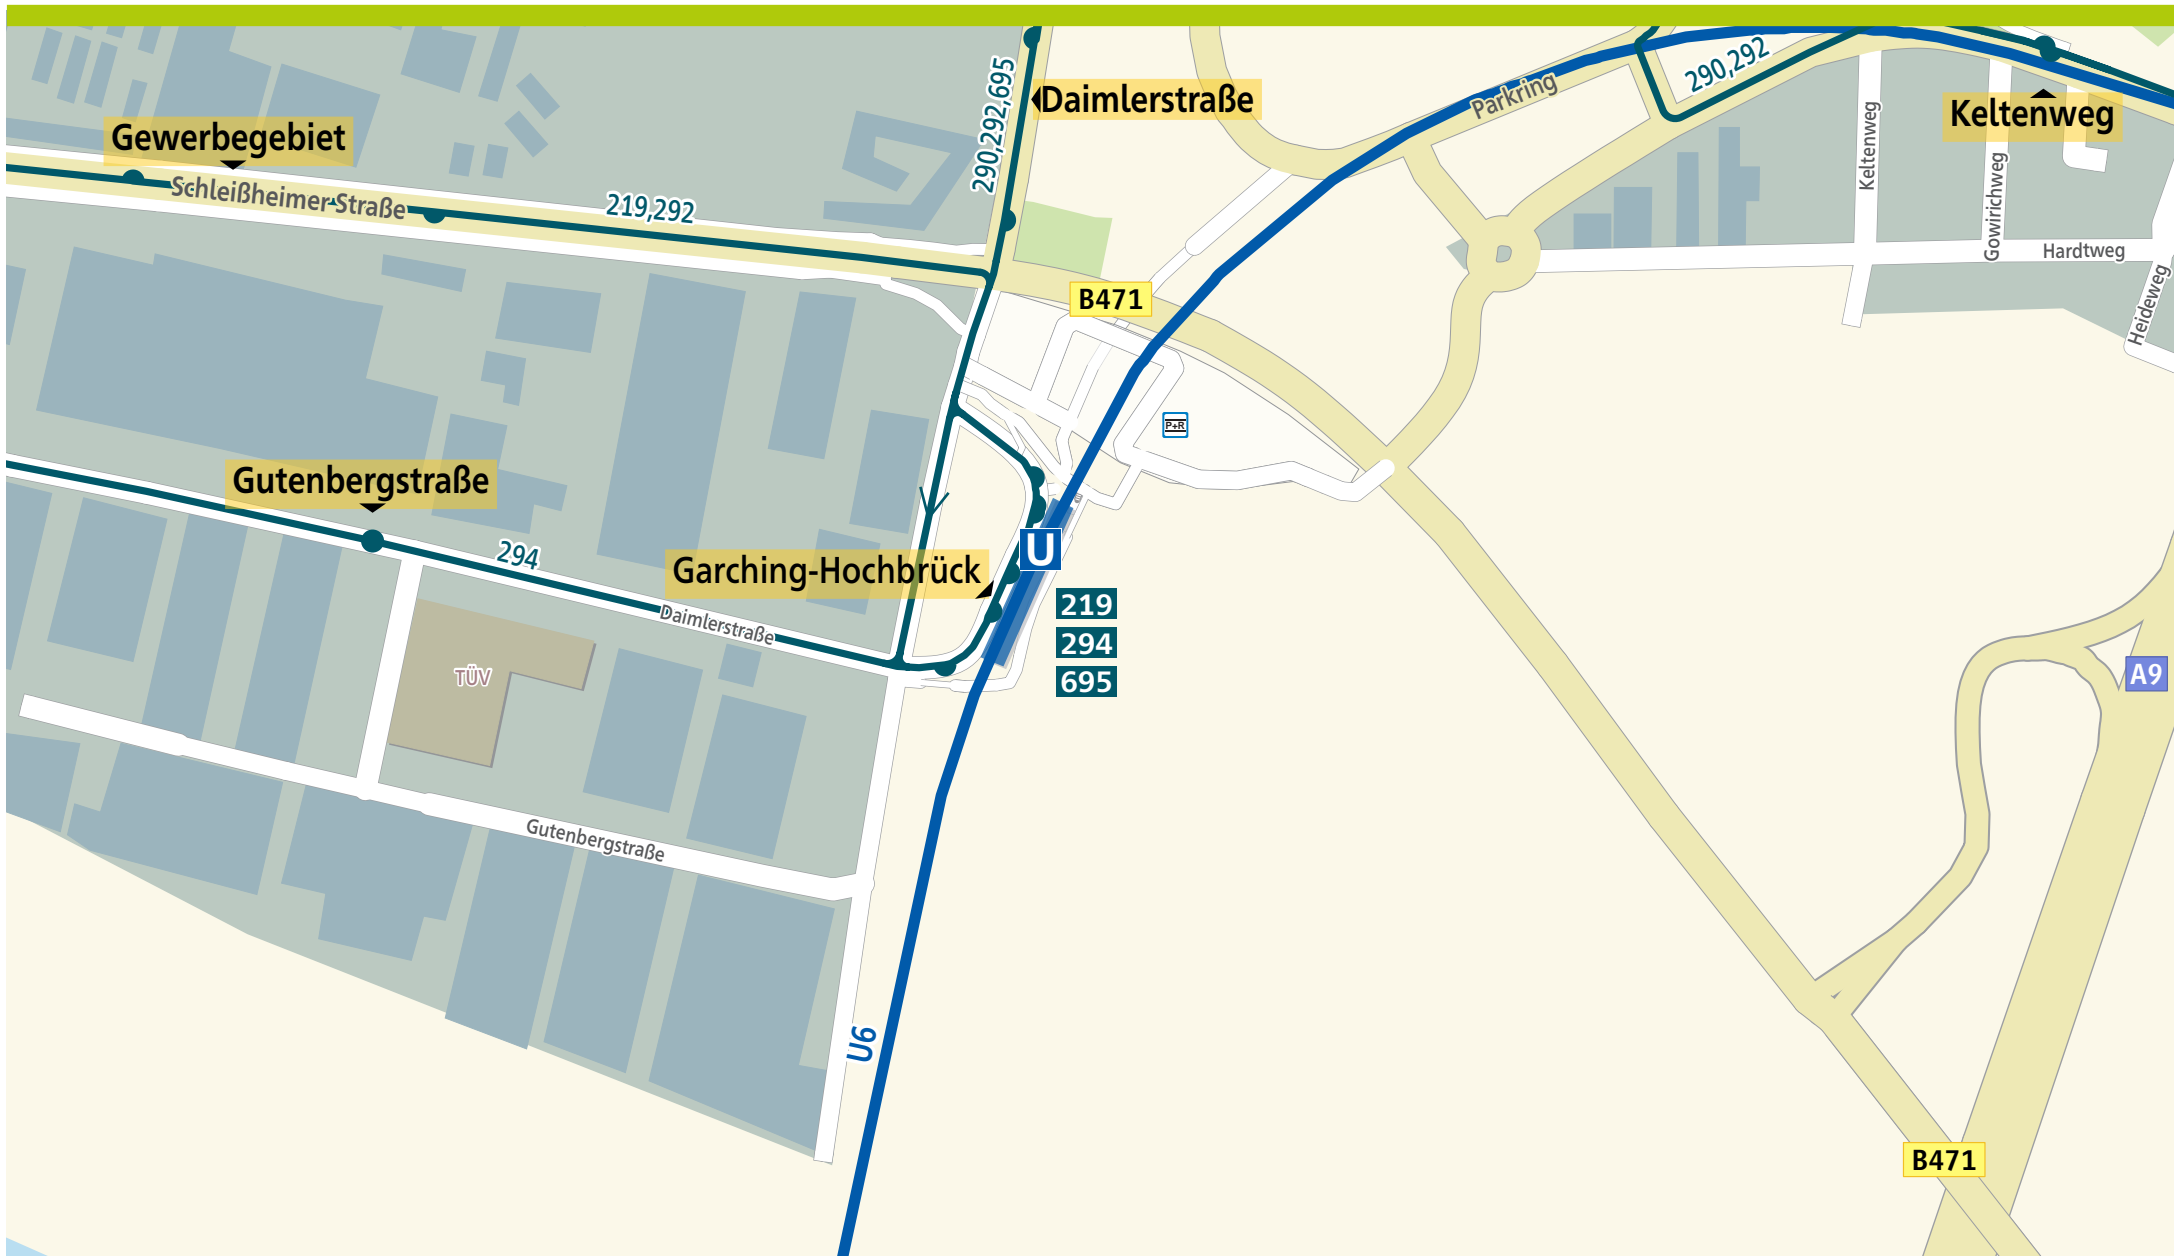 290,292
Parkring
Daimlerstraße
290,292,695
Keltenweg
Gewerbegebiet
Keltenweg
Schleißheimer Straße
219,292
Gowirichweg
Hardtweg
Heideweg
B471
P+R
Gutenbergstraße
294
Garching-Hochbrück
U
219
Daimlerstraße
294
TÜV
695
A9
Gutenbergstraße
U6
B471